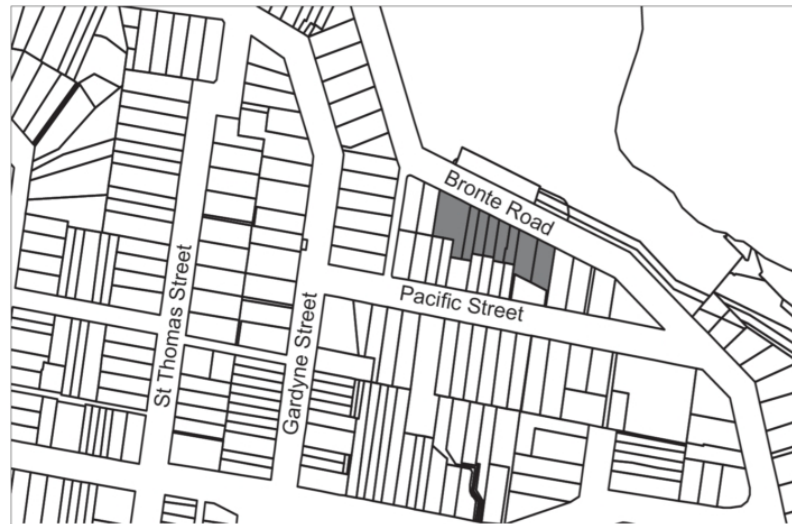 Bronte Road
Pacific Street
St Thomas Street
Gardyne Street